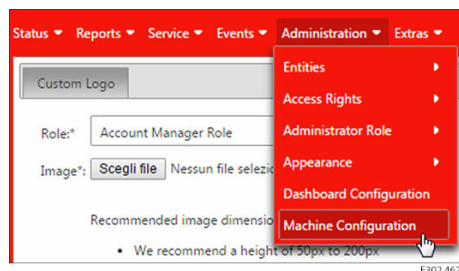 Status Reports Service Events Administration Extras
Custom Logo
Entities
Access Rights
Role:* Account Manager Role
Administrator Role
Image*: Scegli file Nessun file selezio
Appearance
Dashboard Configuration
Recommended image dimensio
Machine Configuration
• We recommend a height of 50px to 200px